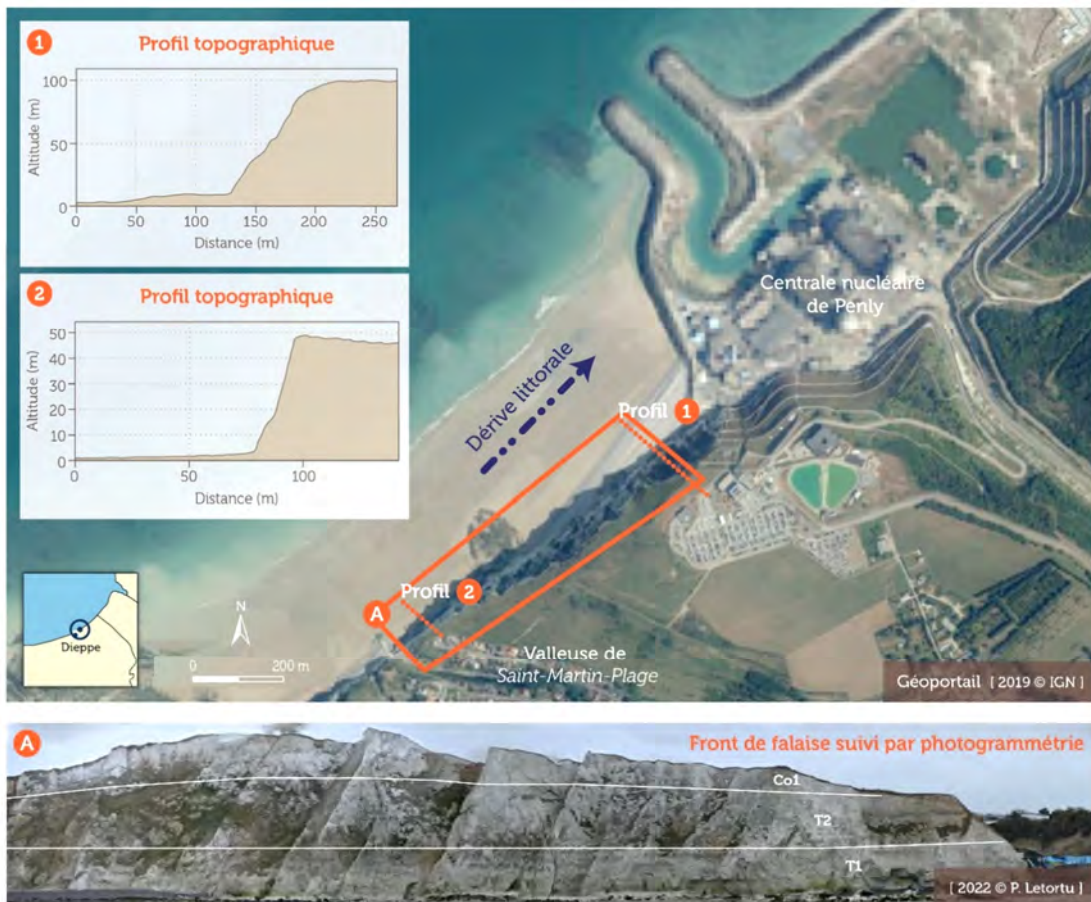 1 Profil topographique
Altitude (m)
100
50
0
0 50 100 150 200 250
Distance (m)
2 Profil topographique
Altitude (m)
50
40
30
20
10
0
0 50 100
Distance (m)
Centrale nucléaire
de Penly
Dérive littorale
Profil 1
Profil 2
A
N
0 200 m
Dieppe
Valleuse de
Saint-Martin-Plage
Géoportail [ 2019 © IGN ]
A
Front de falaise suivi par photogrammétrie
Co1
T2
T1
[ 2022 © P. Letortu ]